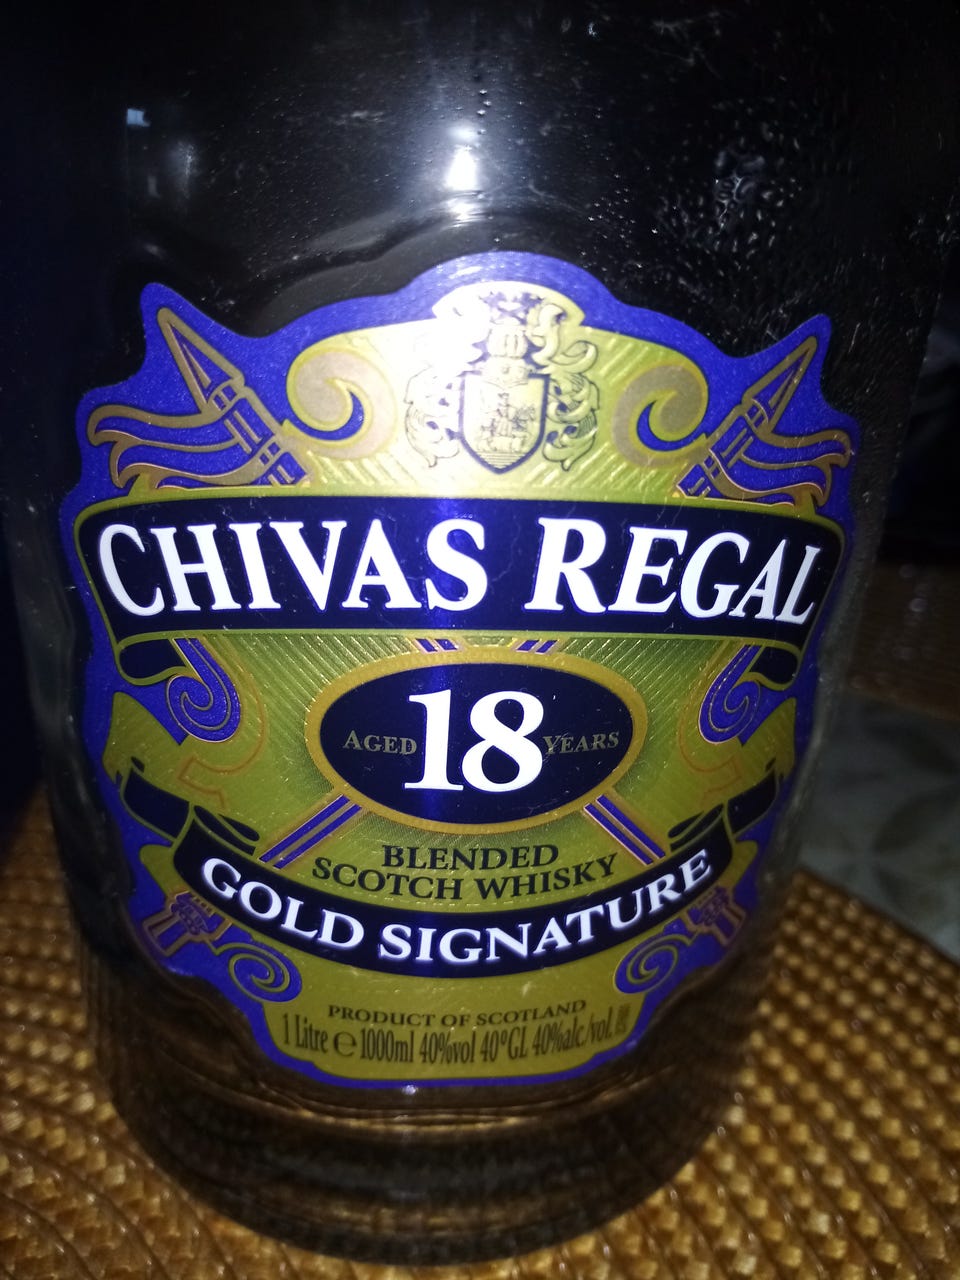 CHIVAS REGAL
AGED 18 YEARS
BLENDED
SCOTCH WHISKY
GOLD SIGNATURE
PRODUCT OF SCOTLAND
1 Litre ℮ 1000ml 40%vol 40°GL 40%alc/vol.